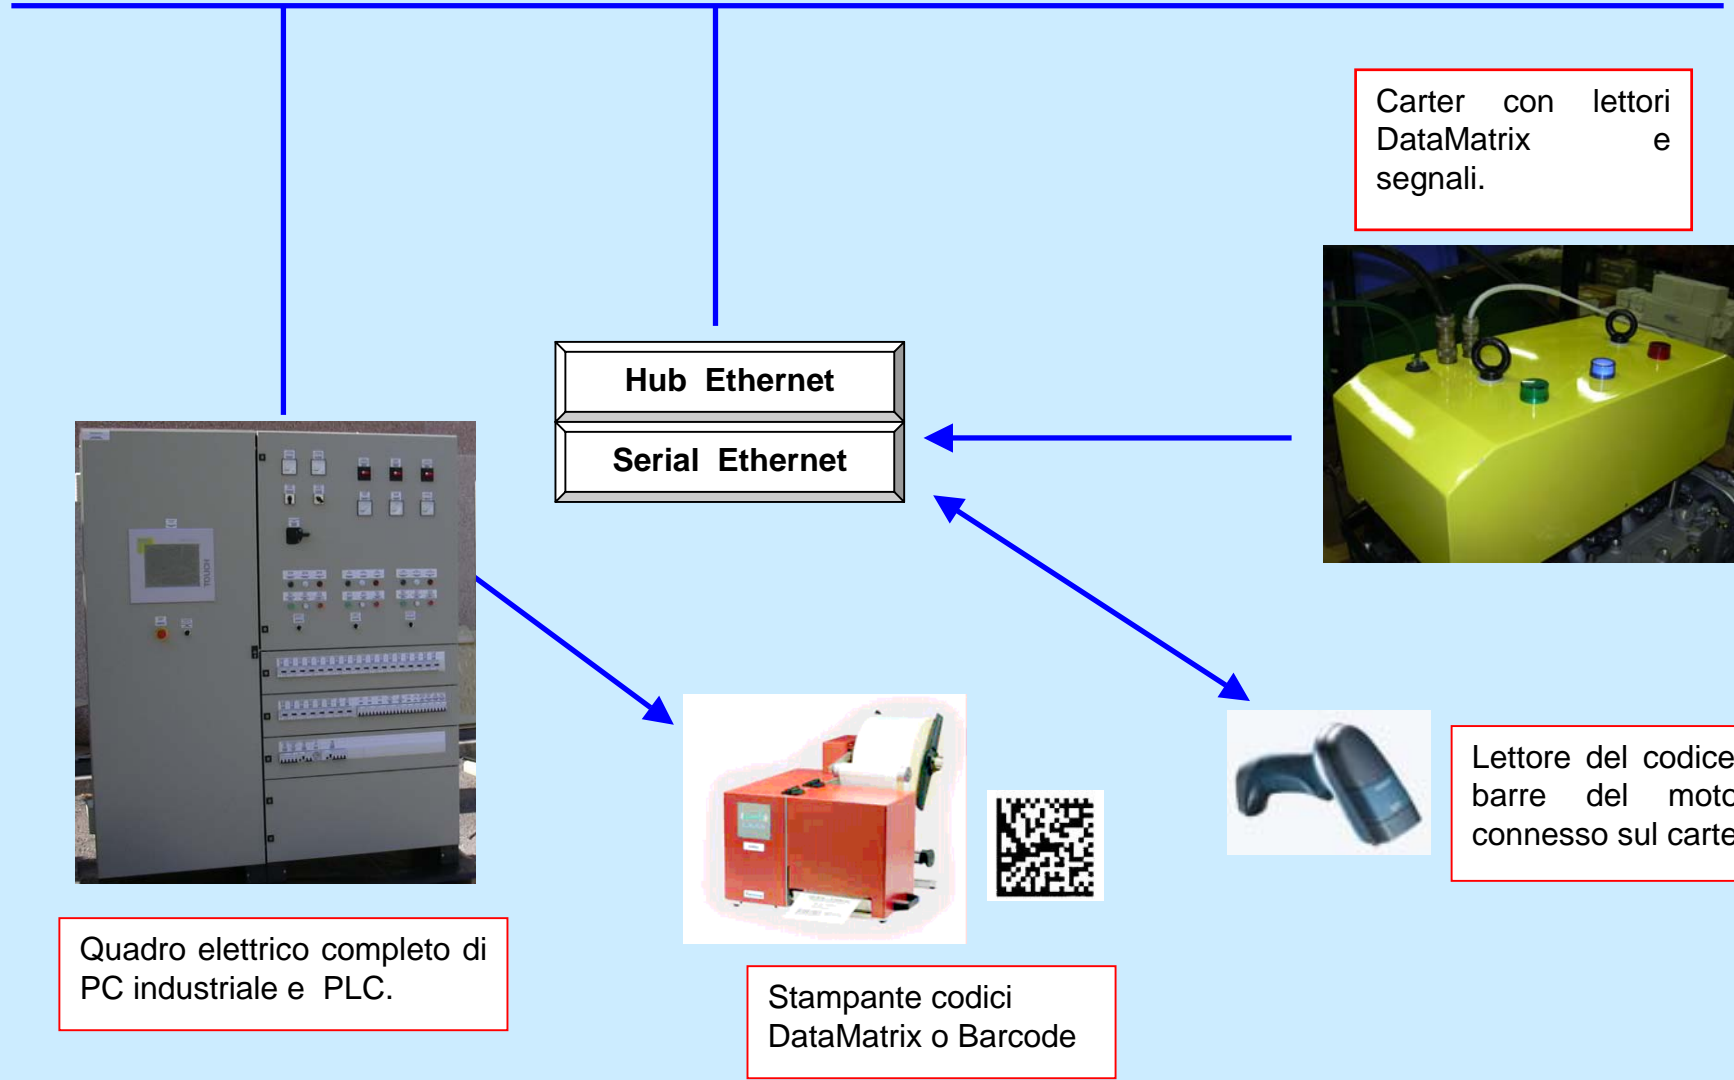 Carter con lettori
DataMatrix e
segnali.
Hub Ethernet
Serial Ethernet
TOUCH
Lettore del codice
barre del moto
connesso sul carte
Quadro elettrico completo di
PC industriale e PLC.
Stampante codici
DataMatrix o Barcode